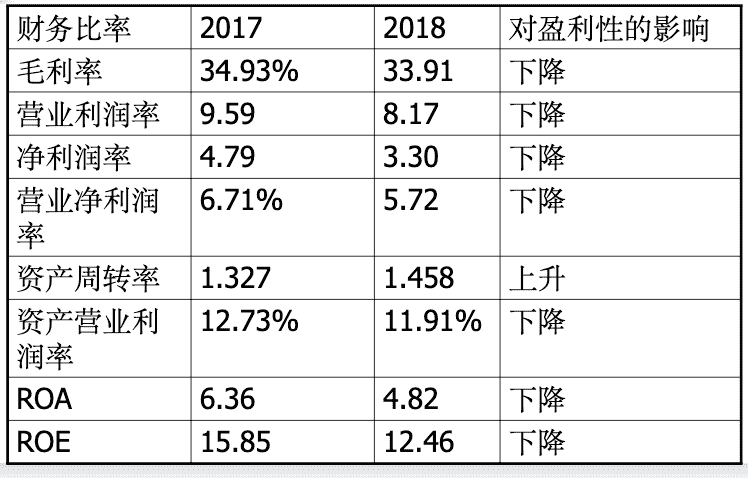 财务比率 2017 2018 对盈利性的影响
毛利率 34.93% 33.91 下降
营业利润率 9.59 8.17 下降
净利润率 4.79 3.30 下降
营业净利润 6.71% 5.72 下降
率
资产周转率 1.327 1.458 上升
资产营业利 12.73% 11.91% 下降
润率
ROA 6.36 4.82 下降
ROE 15.85 12.46 下降